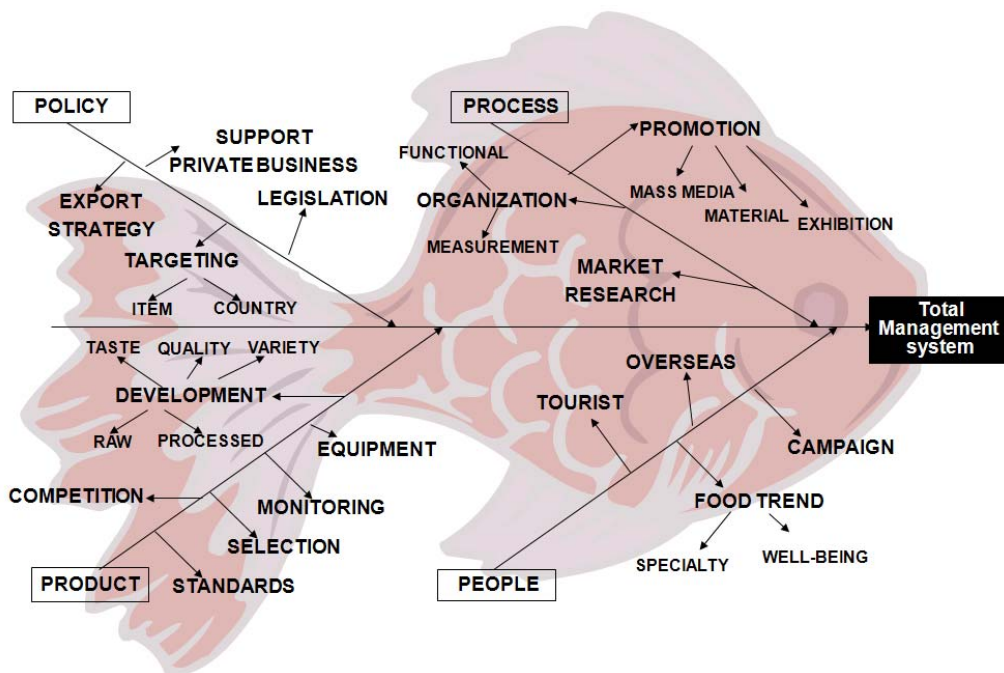 POLICY
SUPPORT
PRIVATE BUSINESS
EXPORT
STRATEGY
LEGISLATION
TARGETING
ITEM
COUNTRY
PROCESS
PROMOTION
FUNCTIONAL
MASS MEDIA
MATERIAL
EXHIBITION
ORGANIZATION
MEASUREMENT
MARKET
RESEARCH
Total
Management
system
TASTE
QUALITY
VARIETY
DEVELOPMENT
RAW
PROCESSED
EQUIPMENT
COMPETITION
MONITORING
SELECTION
PRODUCT
STANDARDS
OVERSEAS
TOURIST
CAMPAIGN
FOOD TREND
SPECIALTY
WELL-BEING
PEOPLE